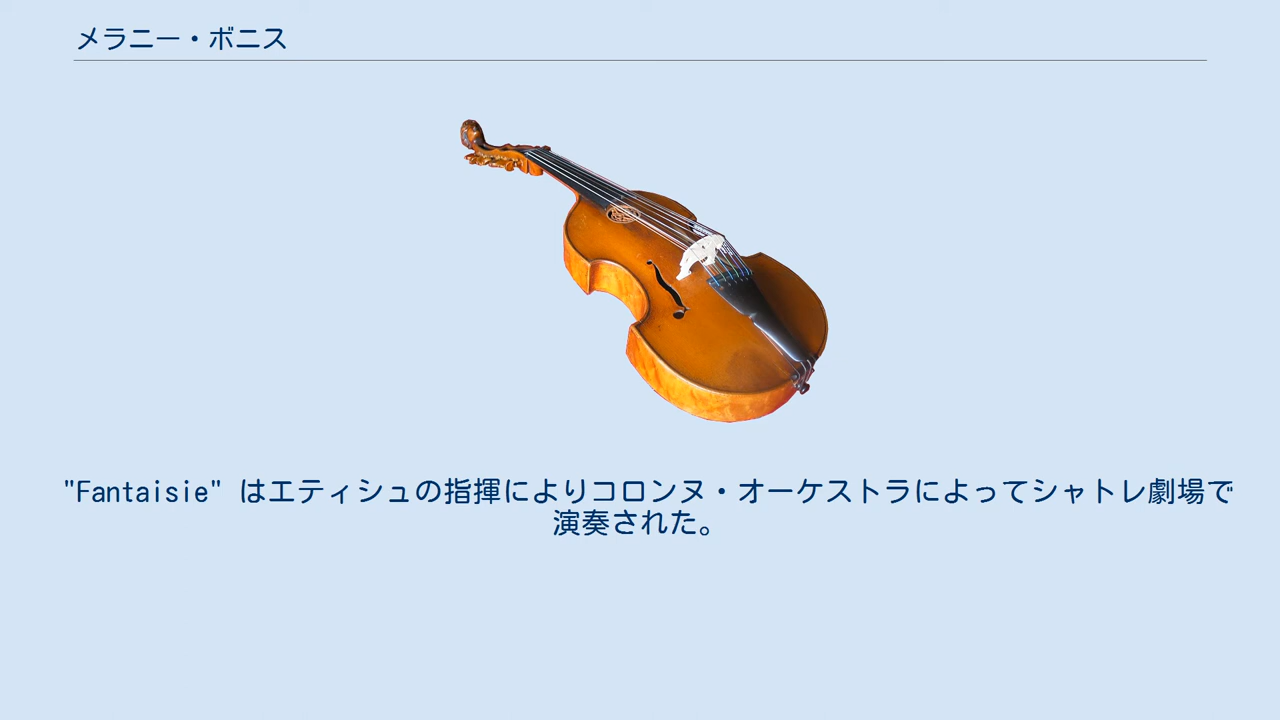 メラニー・ボニス
"Fantaisie" はエティシュの指揮によりコロンヌ・オーケストラによってシャトレ劇場で
演奏された。